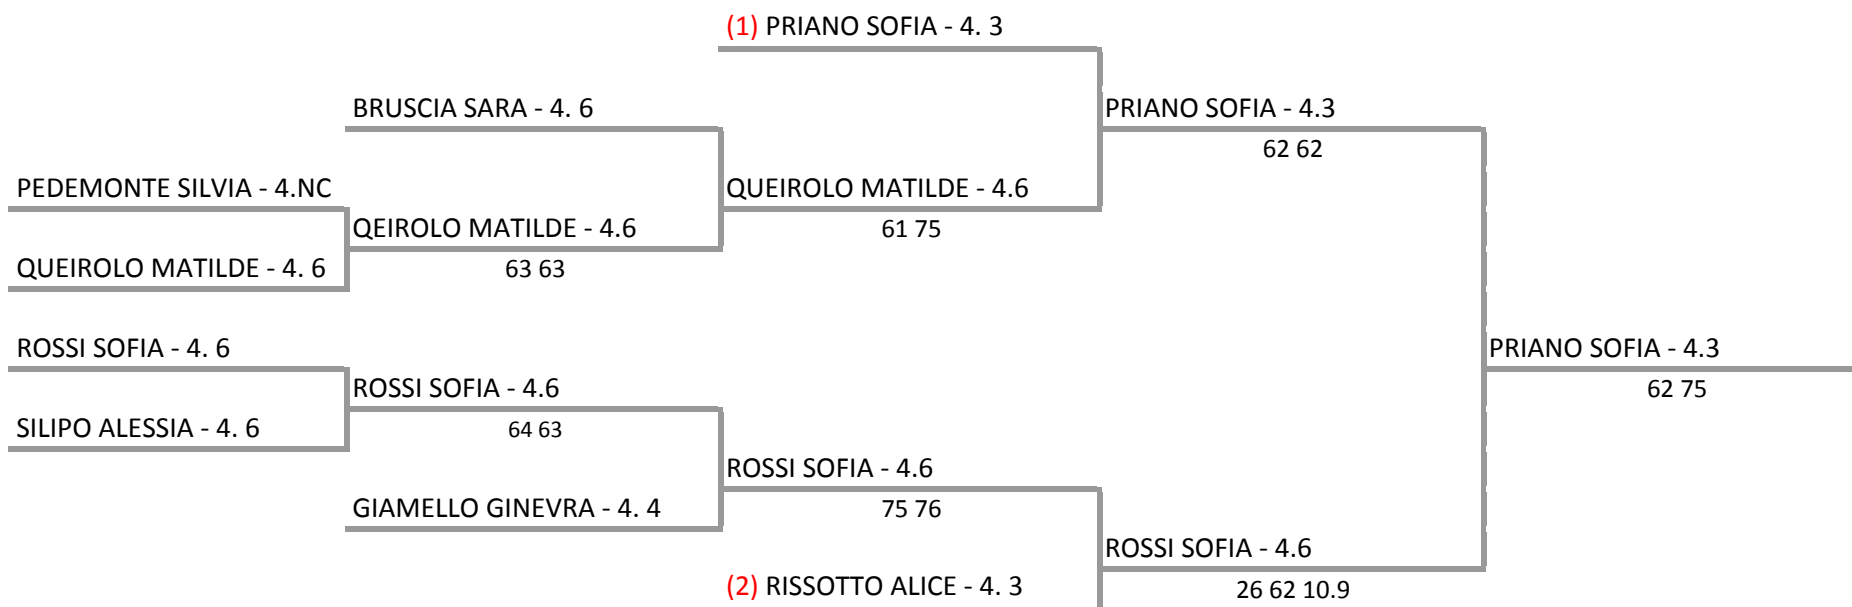 (1) PRIANO SOFIA - 4. 3
BRUSCIA SARA - 4. 6
PRIANO SOFIA - 4.3
62 62
PEDEMONTE SILVIA - 4.NC
QUEIROLO MATILDE - 4.6
QEIROLO MATILDE - 4.6
61 75
QUEIROLO MATILDE - 4. 6
63 63
ROSSI SOFIA - 4. 6
PRIANO SOFIA - 4.3
ROSSI SOFIA - 4.6
62 75
SILIPO ALESSIA - 4. 6
64 63
ROSSI SOFIA - 4.6
GIAMELLO GINEVRA - 4. 4
75 76
ROSSI SOFIA - 4.6
(2) RISSOTTO ALICE - 4. 3
26 62 10.9